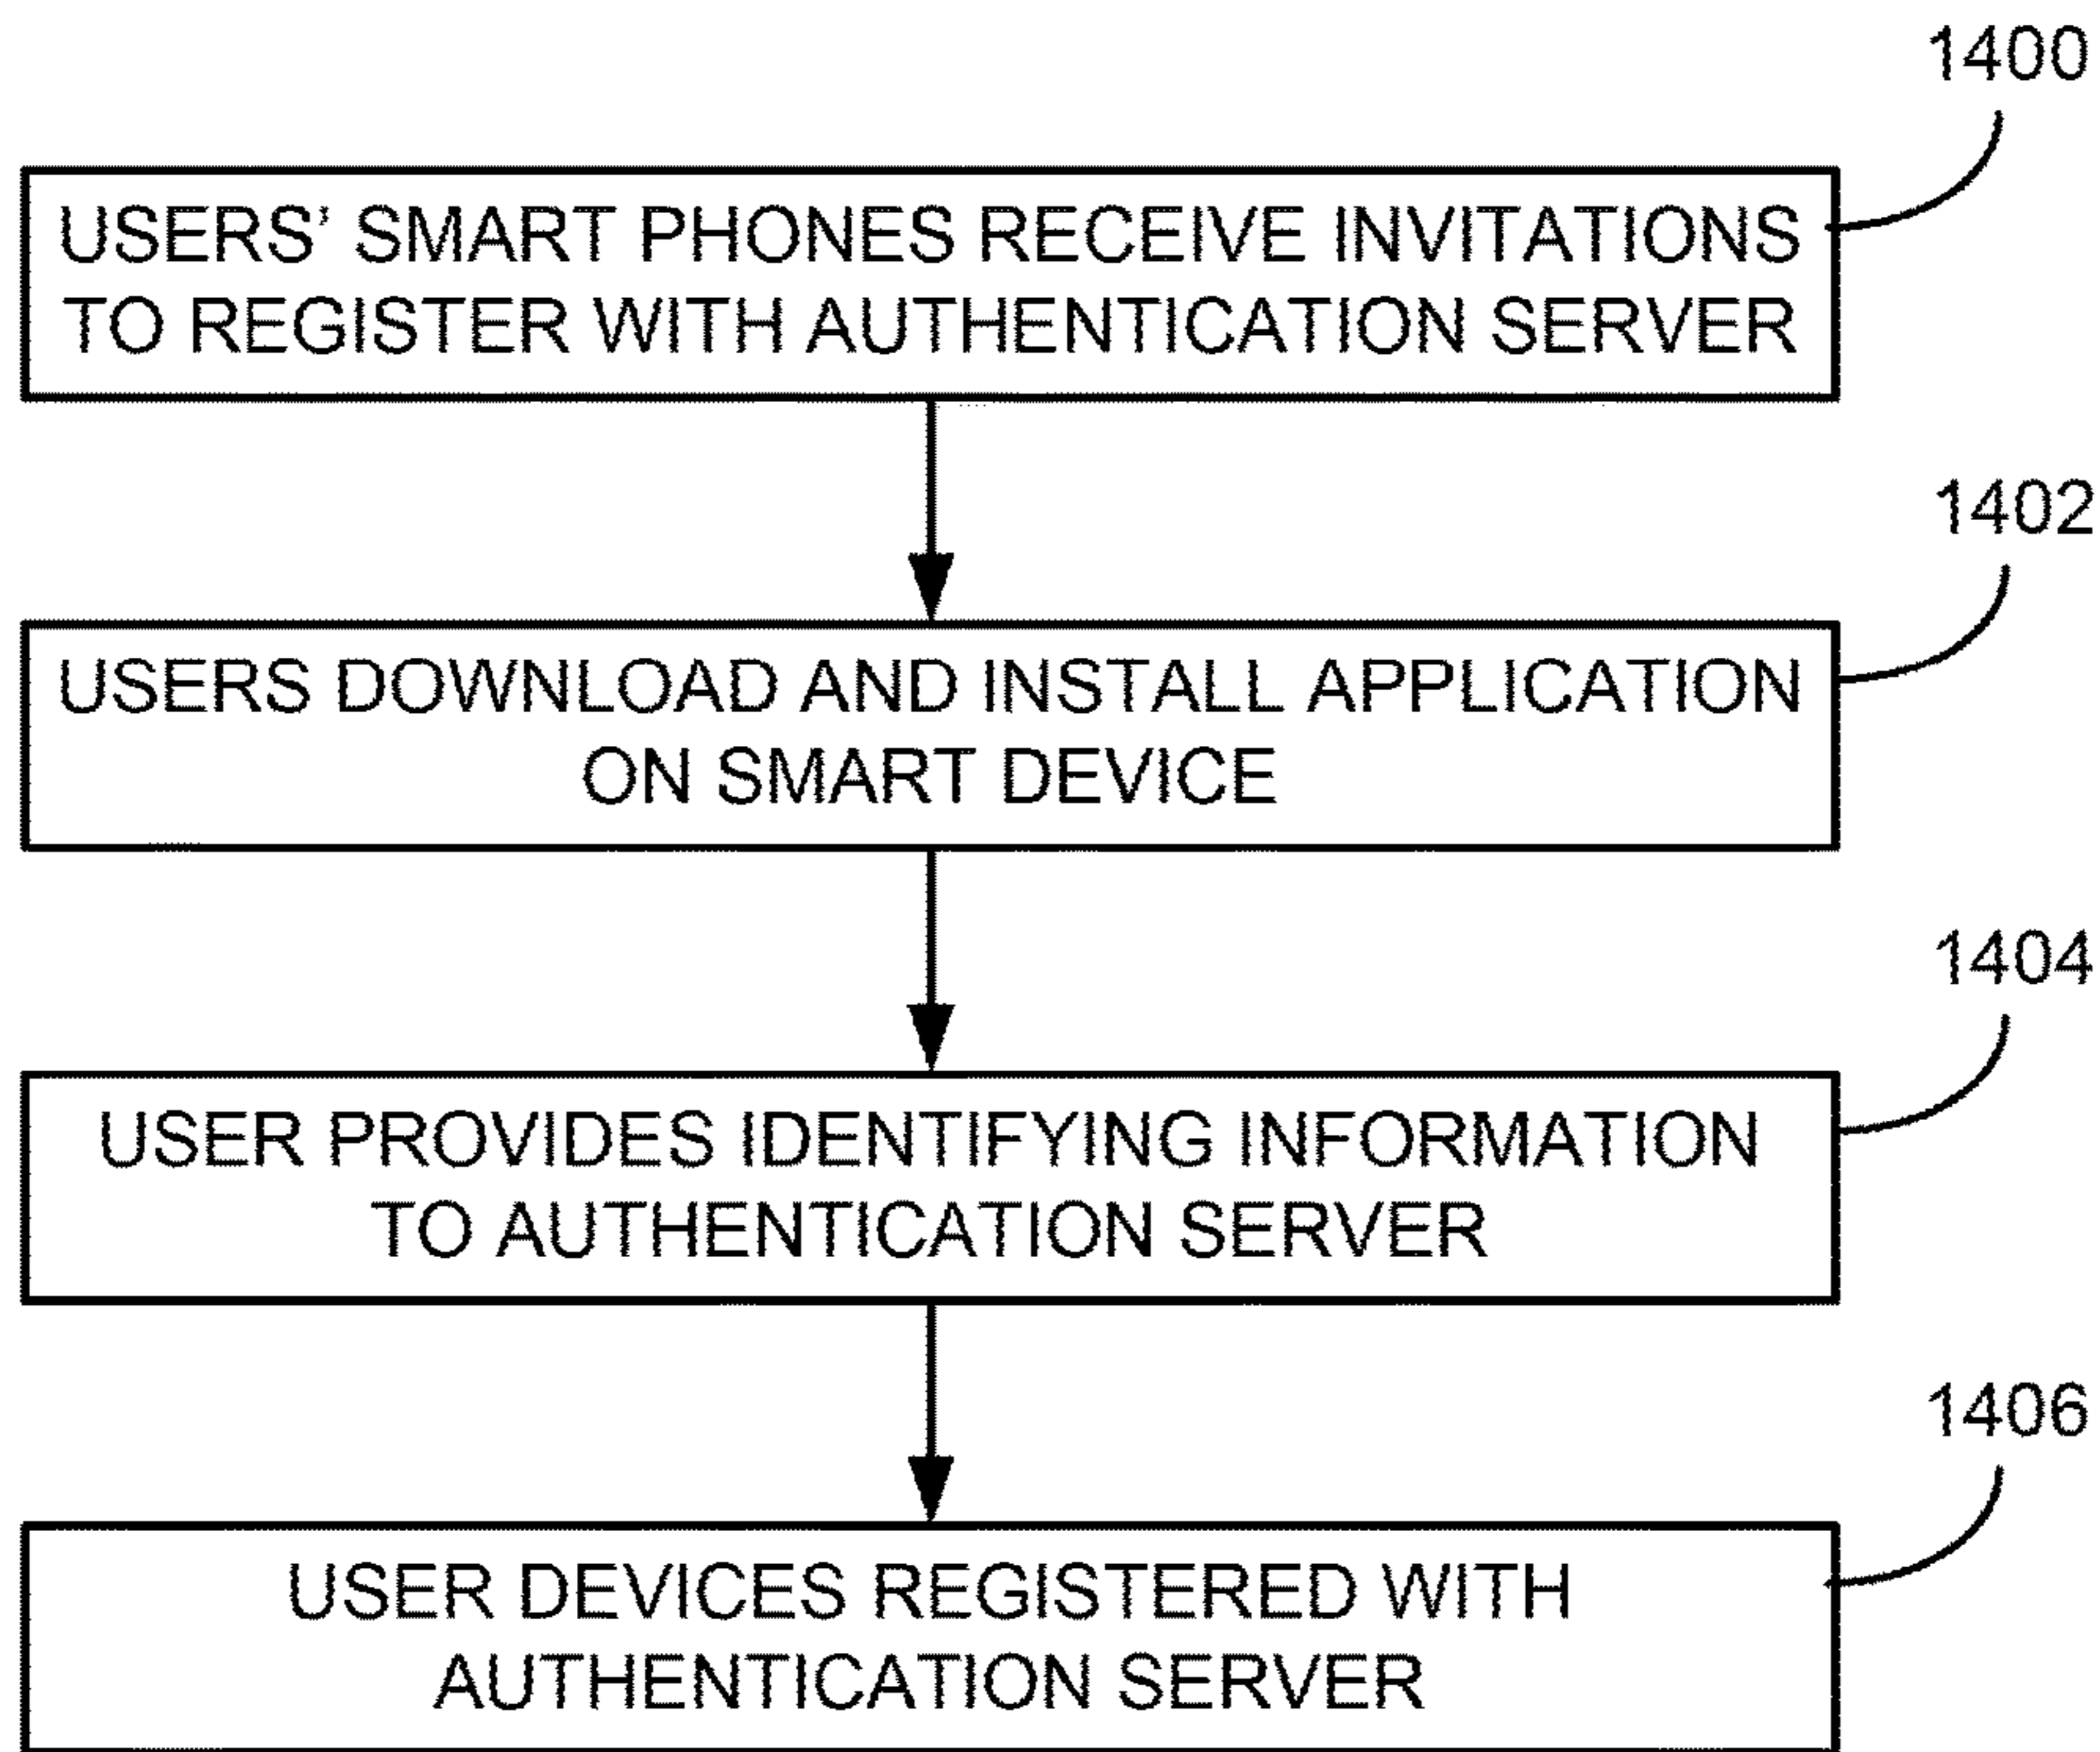 1400
USERS' SMART PHONES RECEIVE INVITATIONS
TO REGISTER WITH AUTHENTICATION SERVER
1402
USERS DOWNLOAD AND INSTALL APPLICATION
ON SMART DEVICE
1404
USER PROVIDES IDENTIFYING INFORMATION
TO AUTHENTICATION SERVER
1406
USER DEVICES REGISTERED WITH
AUTHENTICATION SERVER